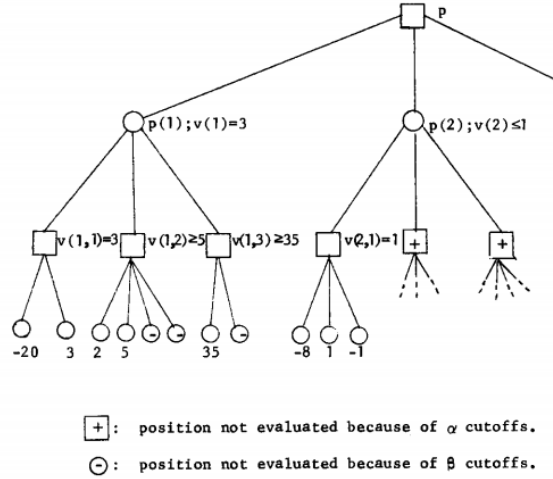 p
p(1);v(1)=3
p(2);v(2)≤1
v(1,1)=3
v(1,2)≥5
v(1,3)≥35
v(2,1)=1
+
+
- - -
-20 3 2 5 35 -8 1 -1
+ : position not evaluated because of α cutoffs.
- : position not evaluated because of β cutoffs.